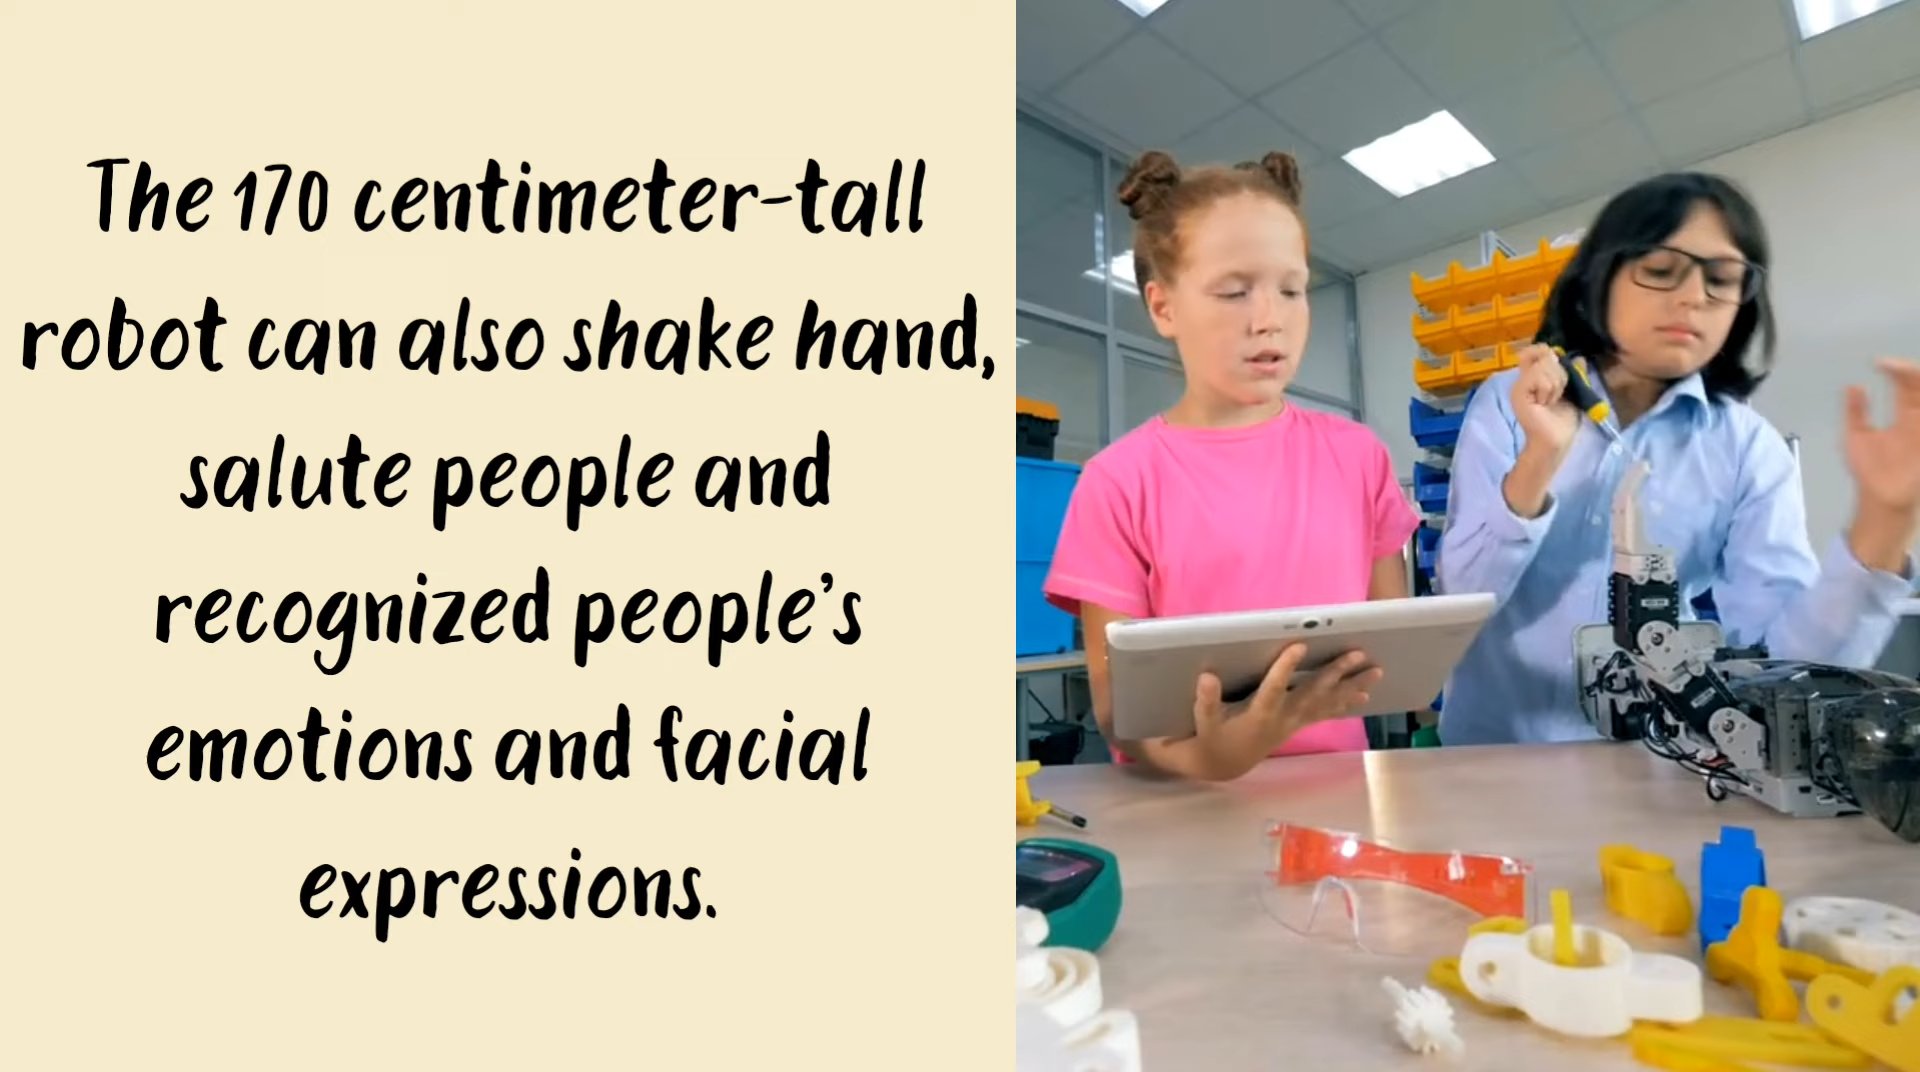 The 170 centimeter-tall
robot can also shake hand,
salute people and
recognized people's
emotions and facial
expressions.